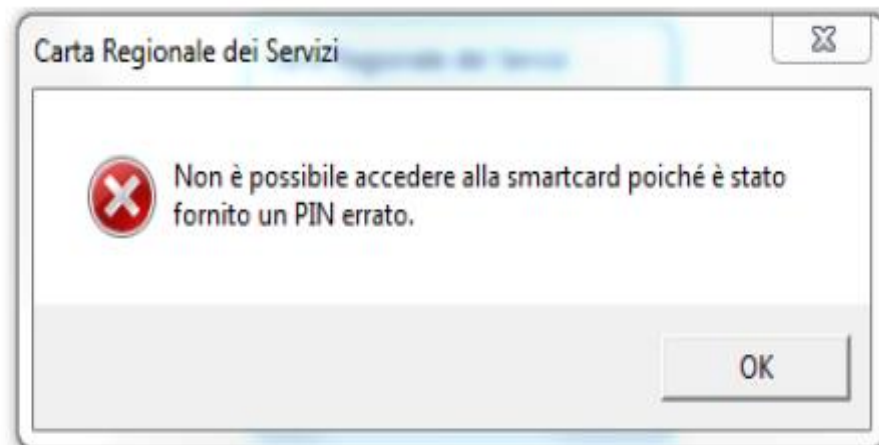 Carta Regionale dei Servizi
Non è possibile accedere alla smartcard poiché è stato
fornito un PIN errato.
OK